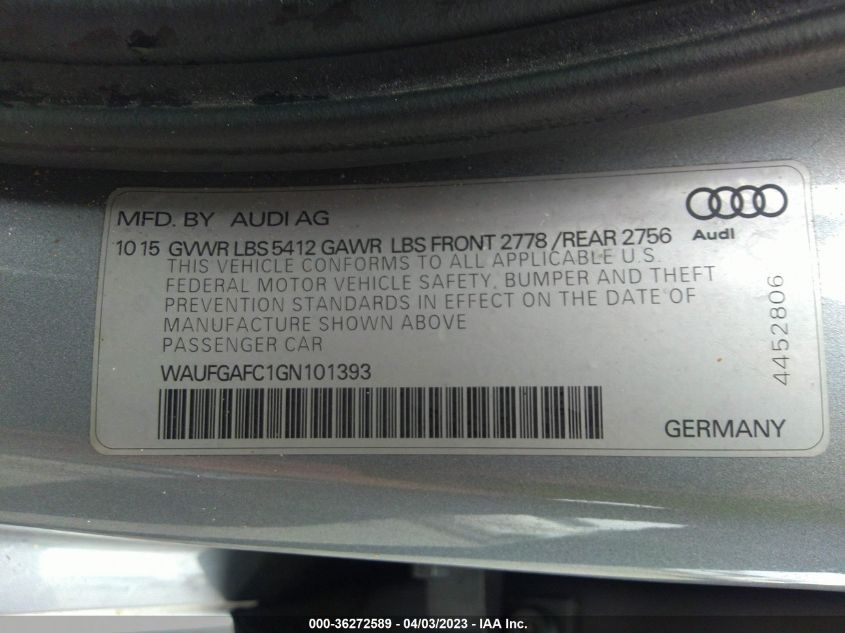 MFD. BY AUDI AG
10 15 GVWR LBS 5412 GAWR LBS FRONT 2778 /REAR 2756
Audi
THIS VEHICLE CONFORMS TO ALL APPLICABLE U.S.
FEDERAL MOTOR VEHICLE SAFETY, BUMPER AND THEFT
PREVENTION STANDARDS IN EFFECT ON THE DATE OF
MANUFACTURE SHOWN ABOVE
PASSENGER CAR
WAUFGAFC1GN101393
4452806
GERMANY
000-36272589 - 04/03/2023 - IAA Inc.